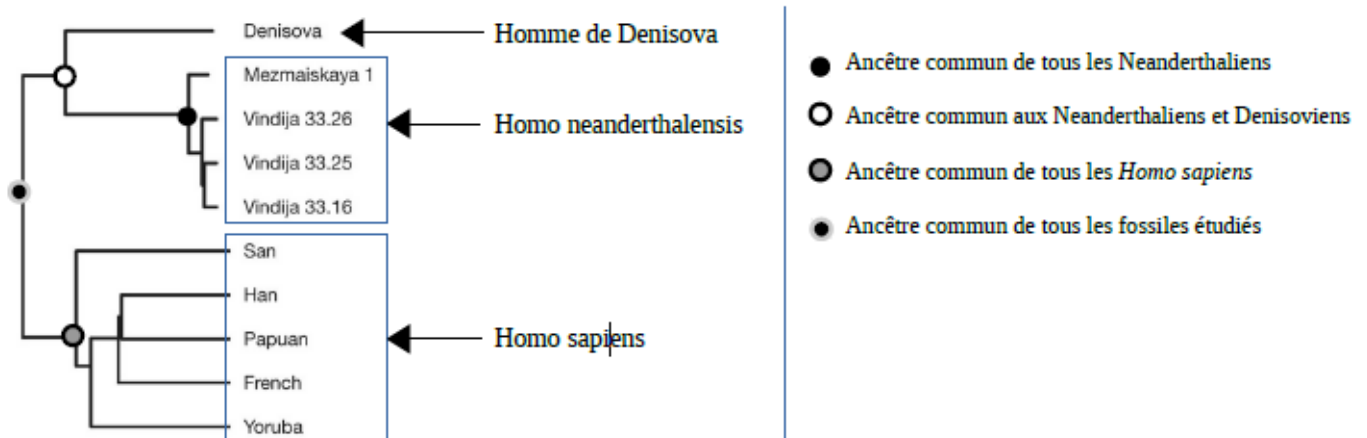 Denisova
Homme de Denisova
Mezmaiskaya 1
Vindija 33.26
Homo neanderthalensis
Vindija 33.25
Vindija 33.16
San
Han
Papuan
Homo sapiens
French
Yoruba
Ancêtre commun de tous les Neanderthaliens
Ancêtre commun aux Neanderthaliens et Denisoviens
Ancêtre commun de tous les Homo sapiens
Ancêtre commun de tous les fossiles étudiés